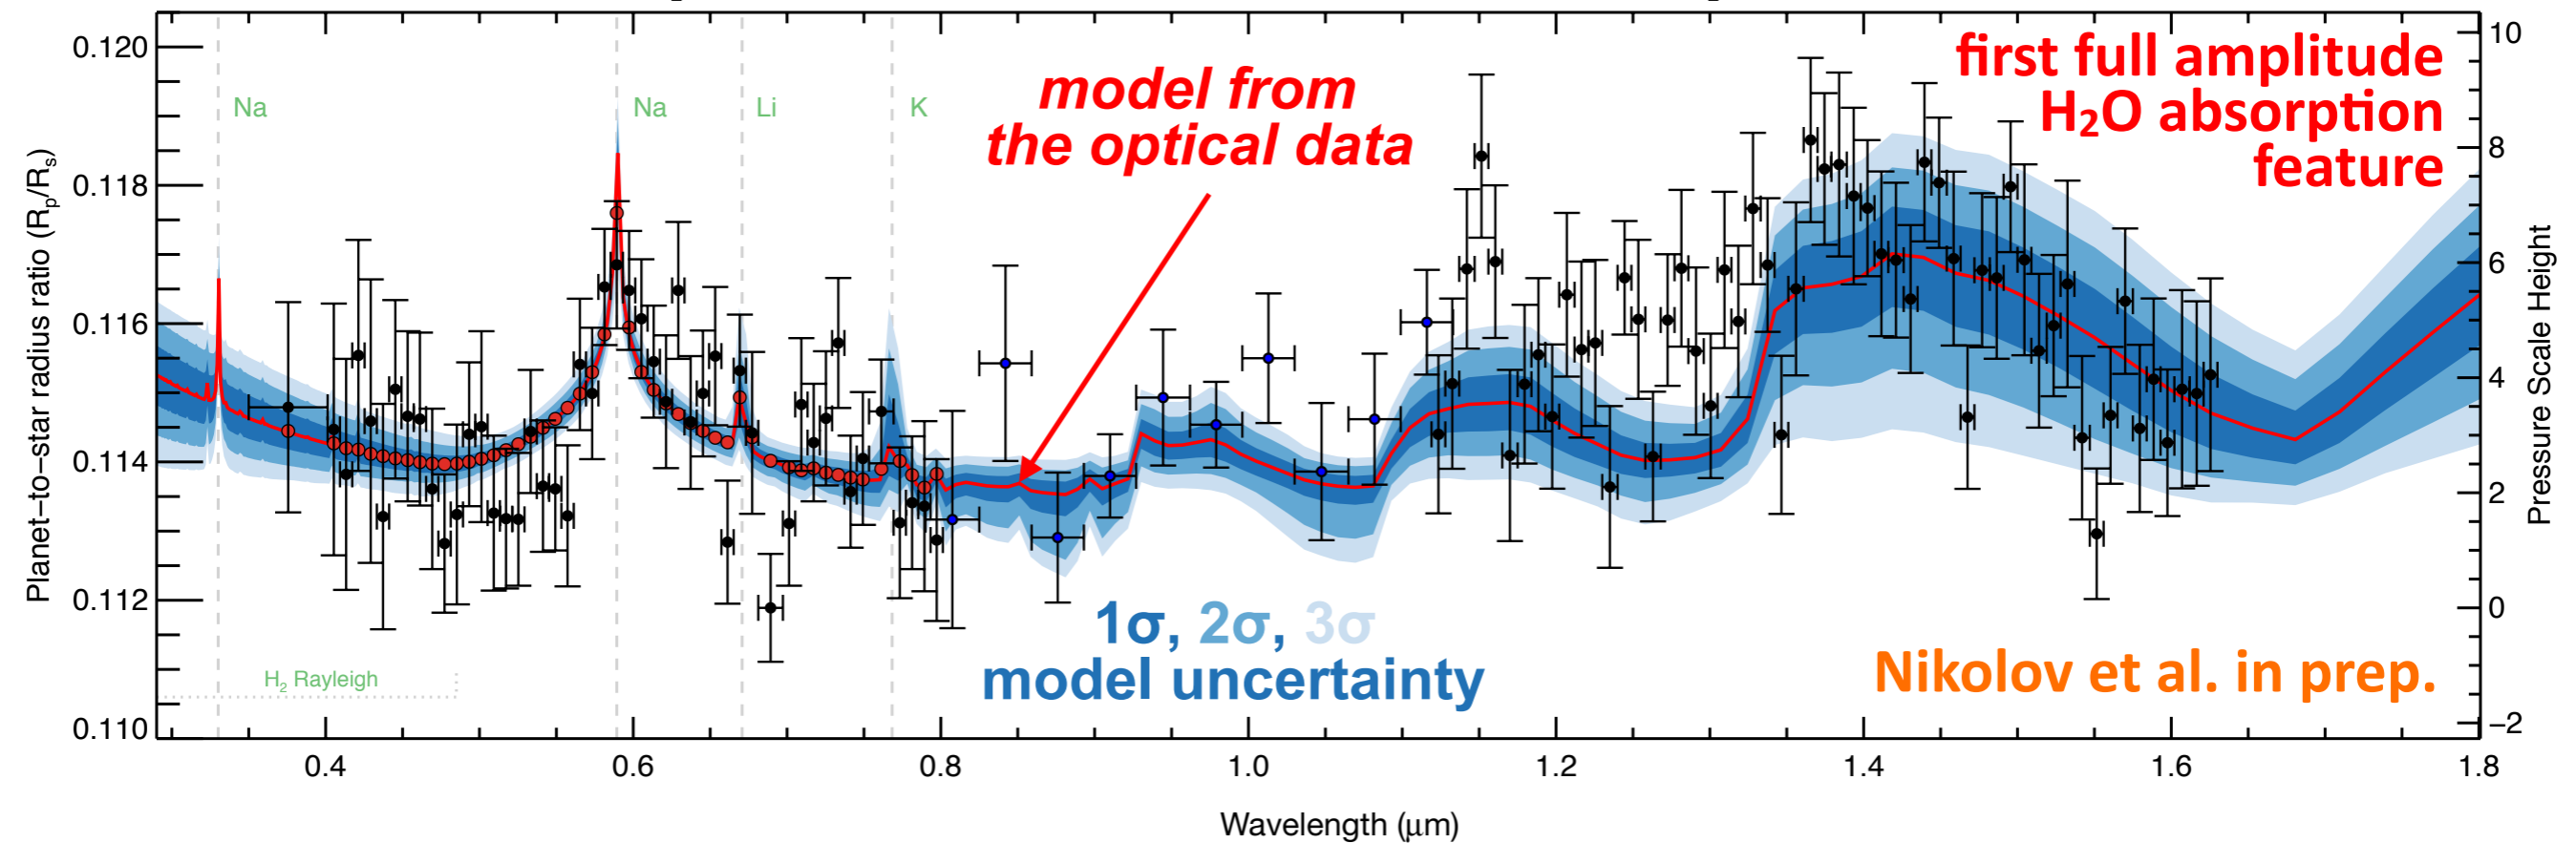 0.120
0.118
0.116
0.114
0.112
0.110
Planet−to−star radius ratio (Rp/Rs)
Na
Na
Li
K
model from
the optical data
first full amplitude
H₂O absorption
feature
10
8
6
4
2
0
−2
Pressure Scale Height
H₂ Rayleigh
1σ, 2σ, 3σ
model uncertainty
Nikolov et al. in prep.
0.4
0.6
0.8
1.0
1.2
1.4
1.6
1.8
Wavelength (μm)